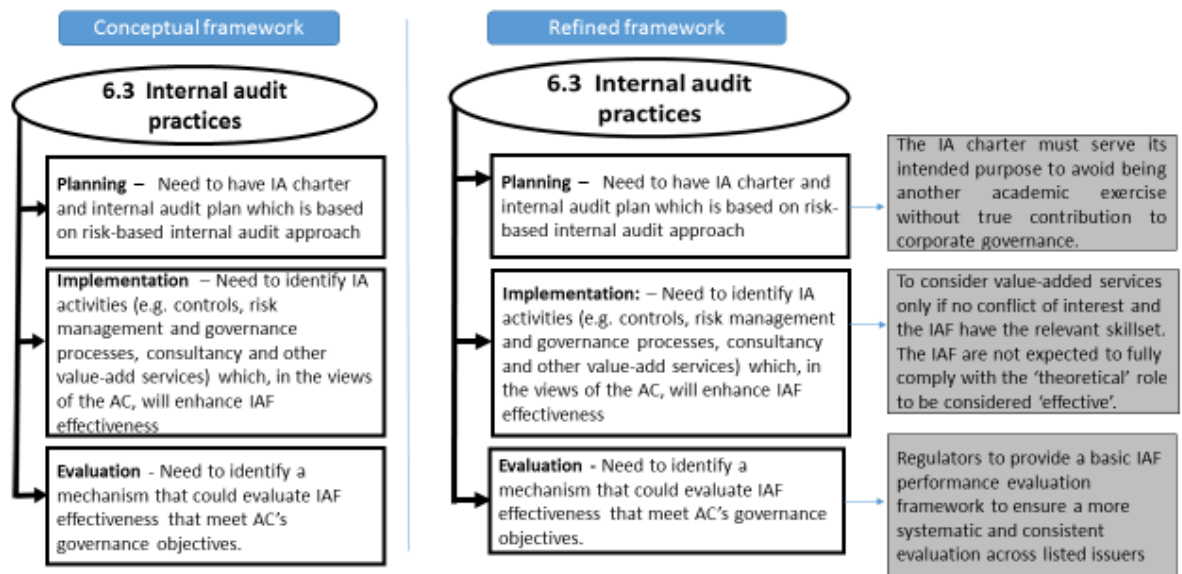 Conceptual framework
6.3 Internal audit
practices
Planning – Need to have IA charter
and internal audit plan which is based
on risk-based internal audit approach
Implementation – Need to identify IA
activities (e.g. controls, risk
management and governance
processes, consultancy and other
value-add services) which, in the views
of the AC, will enhance IAF
effectiveness
Evaluation - Need to identify a
mechanism that could evaluate IAF
effectiveness that meet AC's
governance objectives.
Refined framework
6.3 Internal audit
practices
Planning – Need to have IA charter and
internal audit plan which is based on risk-
based internal audit approach
The IA charter must serve its
intended purpose to avoid being
another academic exercise
without true contribution to
corporate governance.
Implementation: – Need to identify IA
activities (e.g. controls, risk management
and governance processes, consultancy
and other value-add services) which, in
the views of the AC, will enhance IAF
effectiveness
To consider value-added services
only if no conflict of interest and
the IAF have the relevant skillset.
The IAF are not expected to fully
comply with the 'theoretical' role
to be considered 'effective'.
Evaluation - Need to identify a
mechanism that could evaluate IAF
effectiveness that meet AC's governance
objectives.
Regulators to provide a basic IAF
performance evaluation
framework to ensure a more
systematic and consistent
evaluation across listed issuers